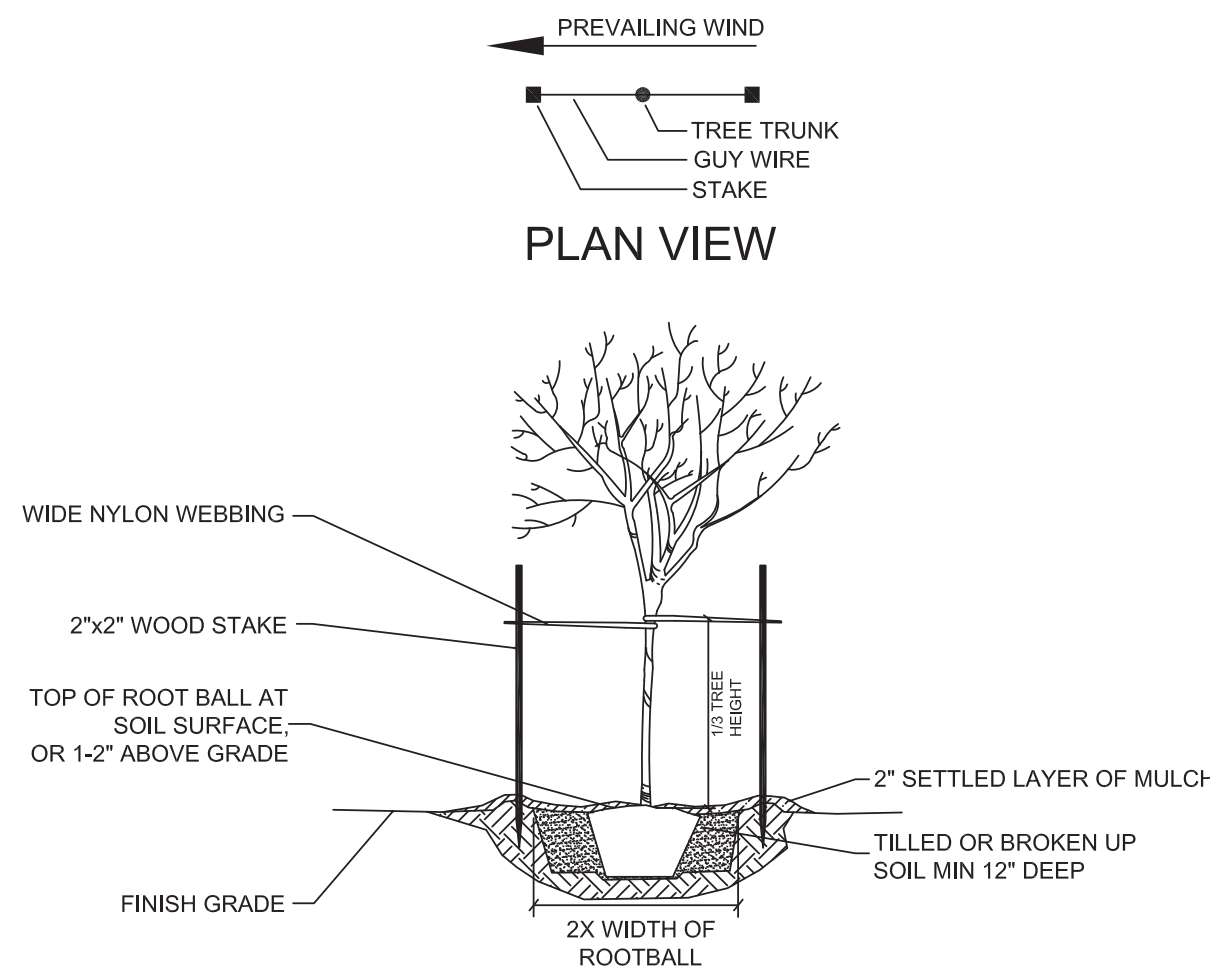 PREVAILING WIND
TREE TRUNK
GUY WIRE
STAKE
PLAN VIEW
WIDE NYLON WEBBING
2"x2" WOOD STAKE
1/3 TREE
HEIGHT
TOP OF ROOT BALL AT
SOIL SURFACE,
OR 1-2" ABOVE GRADE
2" SETTLED LAYER OF MULCH
TILLED OR BROKEN UP
SOIL MIN 12" DEEP
FINISH GRADE
2X WIDTH OF
ROOTBALL